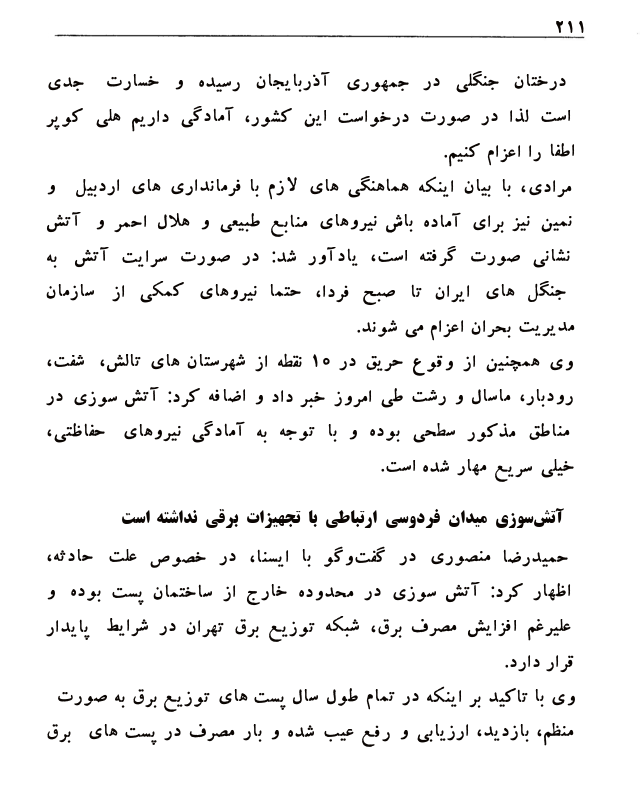 ۲۱۱
درختان جنگلی در جمهوری آذربایجان رسیده و خسارت جدی
است لذا در صورت درخواست این کشور، آمادگی داریم هلی کوپر
اطفا را اعزام کنیم.
مرادی، با بیان اینکه هماهنگی های لازم با فرمانداری های اردبیل و
نمین نیز برای آماده باش نیروهای منابع طبیعی و هلال احمر و آتش
نشانی صورت گرفته است، یادآور شد: در صورت سرایت آتش به
جنگل های ایران تا صبح فردا، حتما نیروهای کمکی از سازمان
مدیریت بحران اعزام می شوند.
وی همچنین از وقوع حریق در ۱۰ نقطه از شهرستان های تالش، شفت،
رودبار، ماسال و رشت طی امروز خبر داد و اضافه کرد: آتش سوزی در
مناطق مذکور سطحی بوده و با توجه به آمادگی نیروهای حفاظتی،
خیلی سریع مهار شده است.
آتش‌سوزی میدان فردوسی ارتباطی با تجهیزات برقی نداشته است
حمیدرضا منصوری در گفت‌وگو با ایسنا، در خصوص علت حادثه،
اظهار کرد: آتش سوزی در محدوده خارج از ساختمان پست بوده و
علیرغم افزایش مصرف برق، شبکه توزیع برق تهران در شرایط پایدار
قرار دارد.
وی با تاکید بر اینکه در تمام طول سال پست های توزیع برق به صورت
منظم، بازدید، ارزیابی و رفع عیب شده و بار مصرف در پست های برق